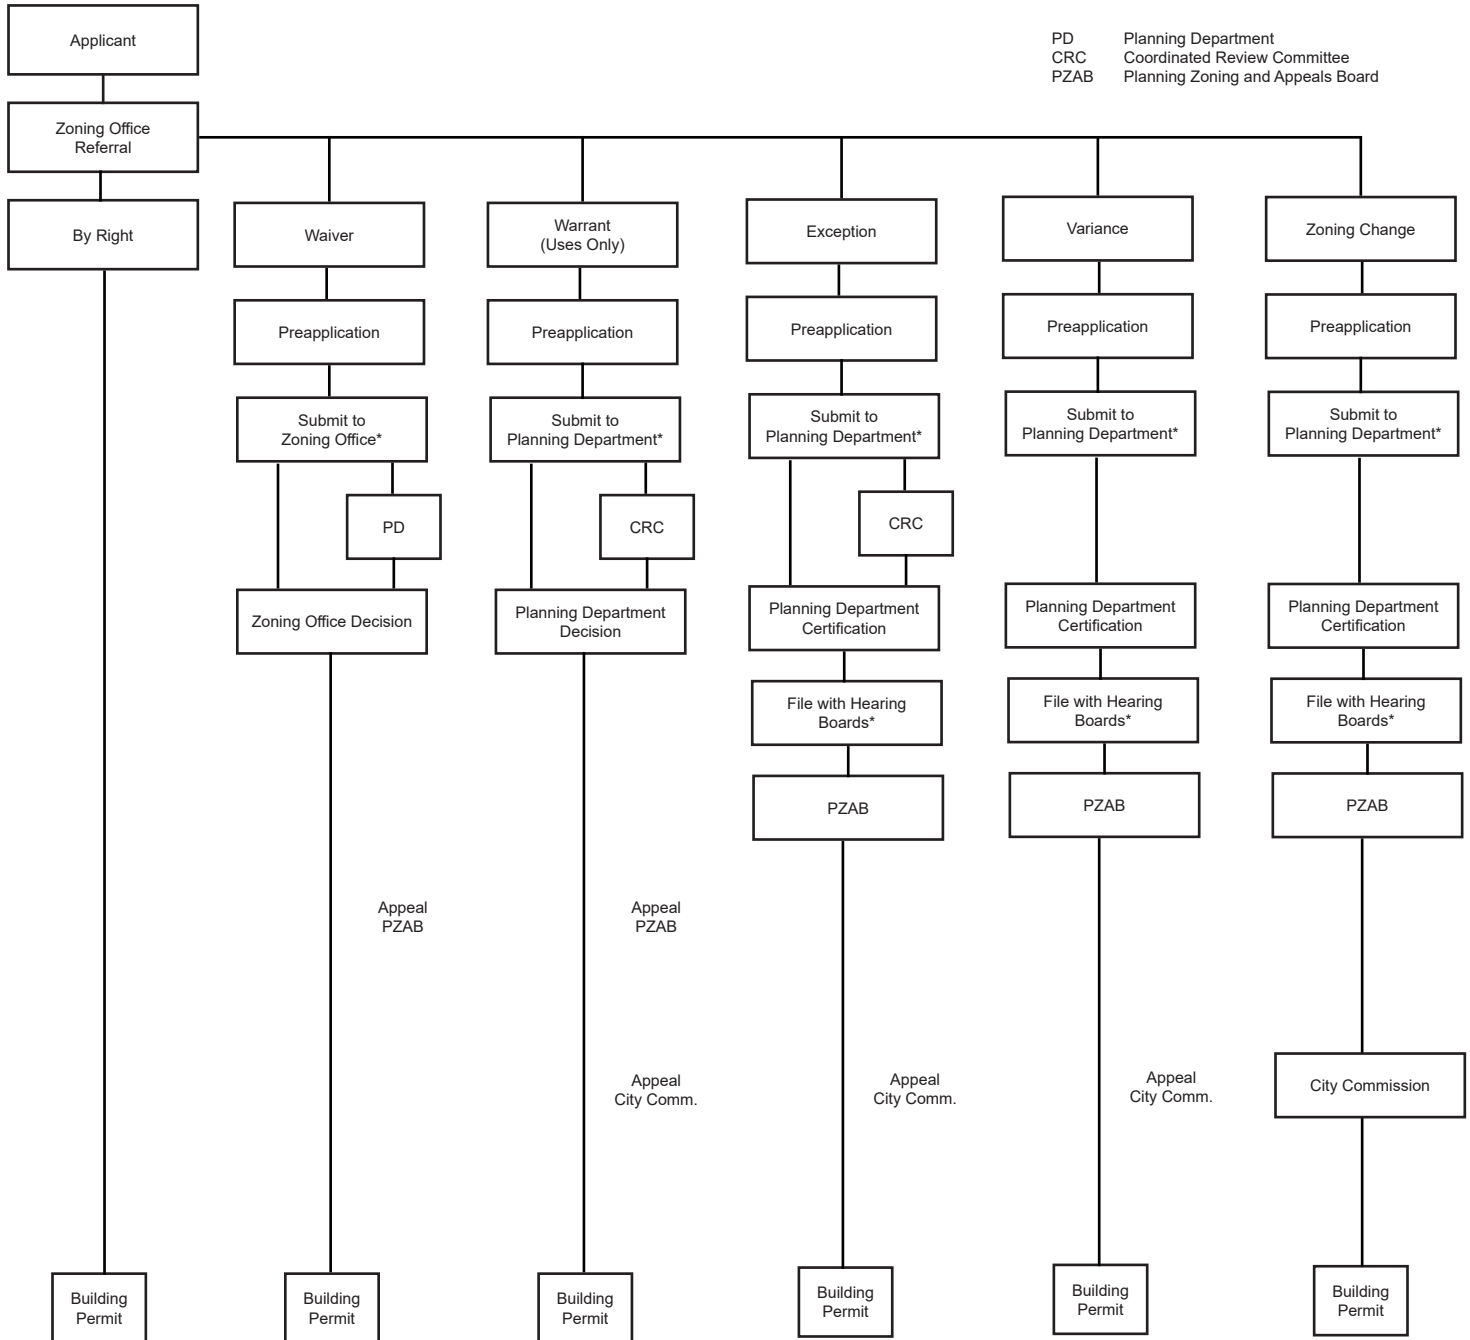 Applicant
PD Planning Department
CRC Coordinated Review Committee
PZAB Planning Zoning and Appeals Board
Zoning Office
Referral
By Right
Building
Permit
Waiver
Preapplication
Submit to
Zoning Office*
PD
Zoning Office Decision
Appeal
PZAB
Building
Permit
Warrant
(Uses Only)
Preapplication
Submit to
Planning Department*
CRC
Planning Department
Decision
Appeal
PZAB
Appeal
City Comm.
Building
Permit
Exception
Preapplication
Submit to
Planning Department*
CRC
Planning Department
Certification
File with Hearing
Boards*
PZAB
Appeal
City Comm.
Building
Permit
Variance
Preapplication
Submit to
Planning Department*
Planning Department
Certification
File with Hearing
Boards*
PZAB
Appeal
City Comm.
Building
Permit
Zoning Change
Preapplication
Submit to
Planning Department*
Planning Department
Certification
File with Hearing
Boards*
PZAB
City Commission
Building
Permit